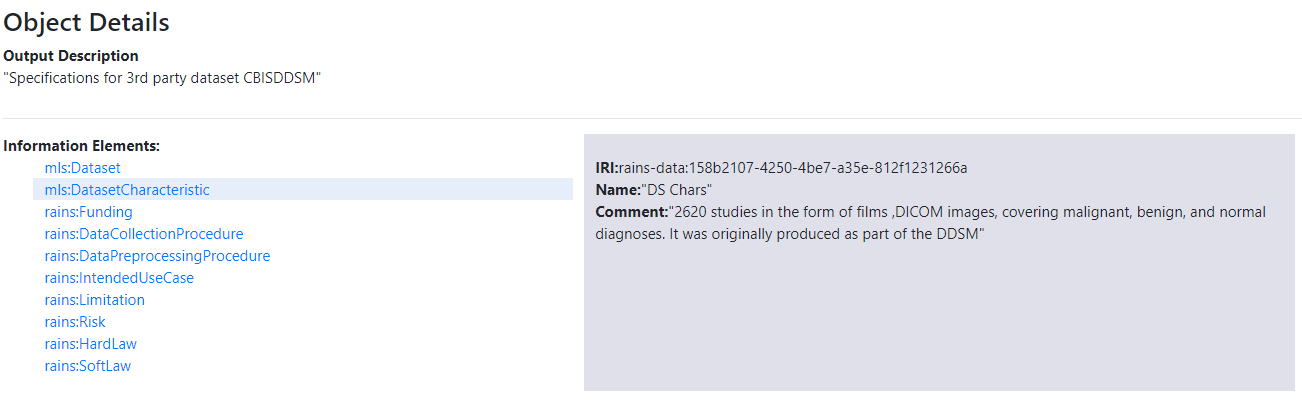 Object Details
Output Description
"Specifications for 3rd party dataset CBISDDSM"
Information Elements:
mls:Dataset
mls:DatasetCharacteristic
rains:Funding
rains:DataCollectionProcedure
rains:DataPreprocessingProcedure
rains:IntendedUseCase
rains:Limitation
rains:Risk
rains:HardLaw
rains:SoftLaw
IRI:rains-data:158b2107-4250-4be7-a35e-812f1231266a
Name:"DS Chars"
Comment:"2620 studies in the form of films ,DICOM images, covering malignant, benign, and normal
diagnoses. It was originally produced as part of the DDSM"